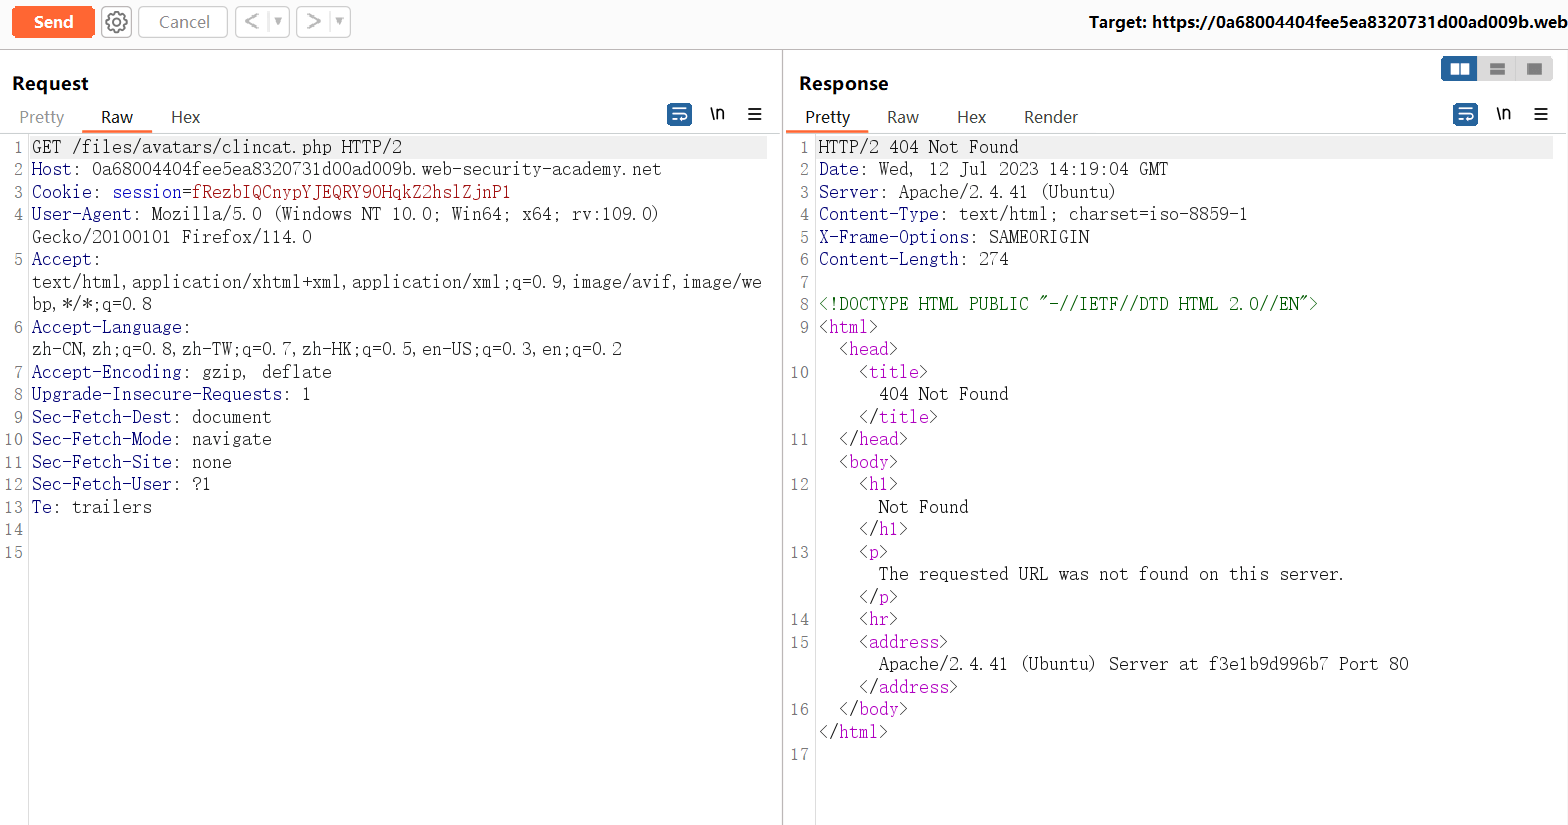 Send
Cancel
<
>
Target: https://0a68004404fee5ea8320731d00ad009b.web
Request
Pretty
Raw
Hex
\n
1 GET /files/avatars/clincat.php HTTP/2
2 Host: 0a68004404fee5ea8320731d00ad009b.web-security-academy.net
3 Cookie: session=fRezbIQCnypYJEQRY9OHqkZ2hslZjnP1
4 User-Agent: Mozilla/5.0 (Windows NT 10.0; Win64; x64; rv:109.0)
Gecko/20100101 Firefox/114.0
5 Accept:
text/html,application/xhtml+xml,application/xml;q=0.9,image/avif,image/we
bp,*/*;q=0.8
6 Accept-Language:
zh-CN,zh;q=0.8,zh-TW;q=0.7,zh-HK;q=0.5,en-US;q=0.3,en;q=0.2
7 Accept-Encoding: gzip, deflate
8 Upgrade-Insecure-Requests: 1
9 Sec-Fetch-Dest: document
10 Sec-Fetch-Mode: navigate
11 Sec-Fetch-Site: none
12 Sec-Fetch-User: ?1
13 Te: trailers
14
15
Response
Pretty
Raw
Hex
Render
\n
1 HTTP/2 404 Not Found
2 Date: Wed, 12 Jul 2023 14:19:04 GMT
3 Server: Apache/2.4.41 (Ubuntu)
4 Content-Type: text/html; charset=iso-8859-1
5 X-Frame-Options: SAMEORIGIN
6 Content-Length: 274
7
8 <!DOCTYPE HTML PUBLIC "-//IETF//DTD HTML 2.0//EN">
9 <html>
<head>
10 <title>
404 Not Found
</title>
11 </head>
<body>
12 <h1>
Not Found
</h1>
13 <p>
The requested URL was not found on this server.
</p>
14 <hr>
15 <address>
Apache/2.4.41 (Ubuntu) Server at f3e1b9d996b7 Port 80
</address>
16 </body>
</html>
17